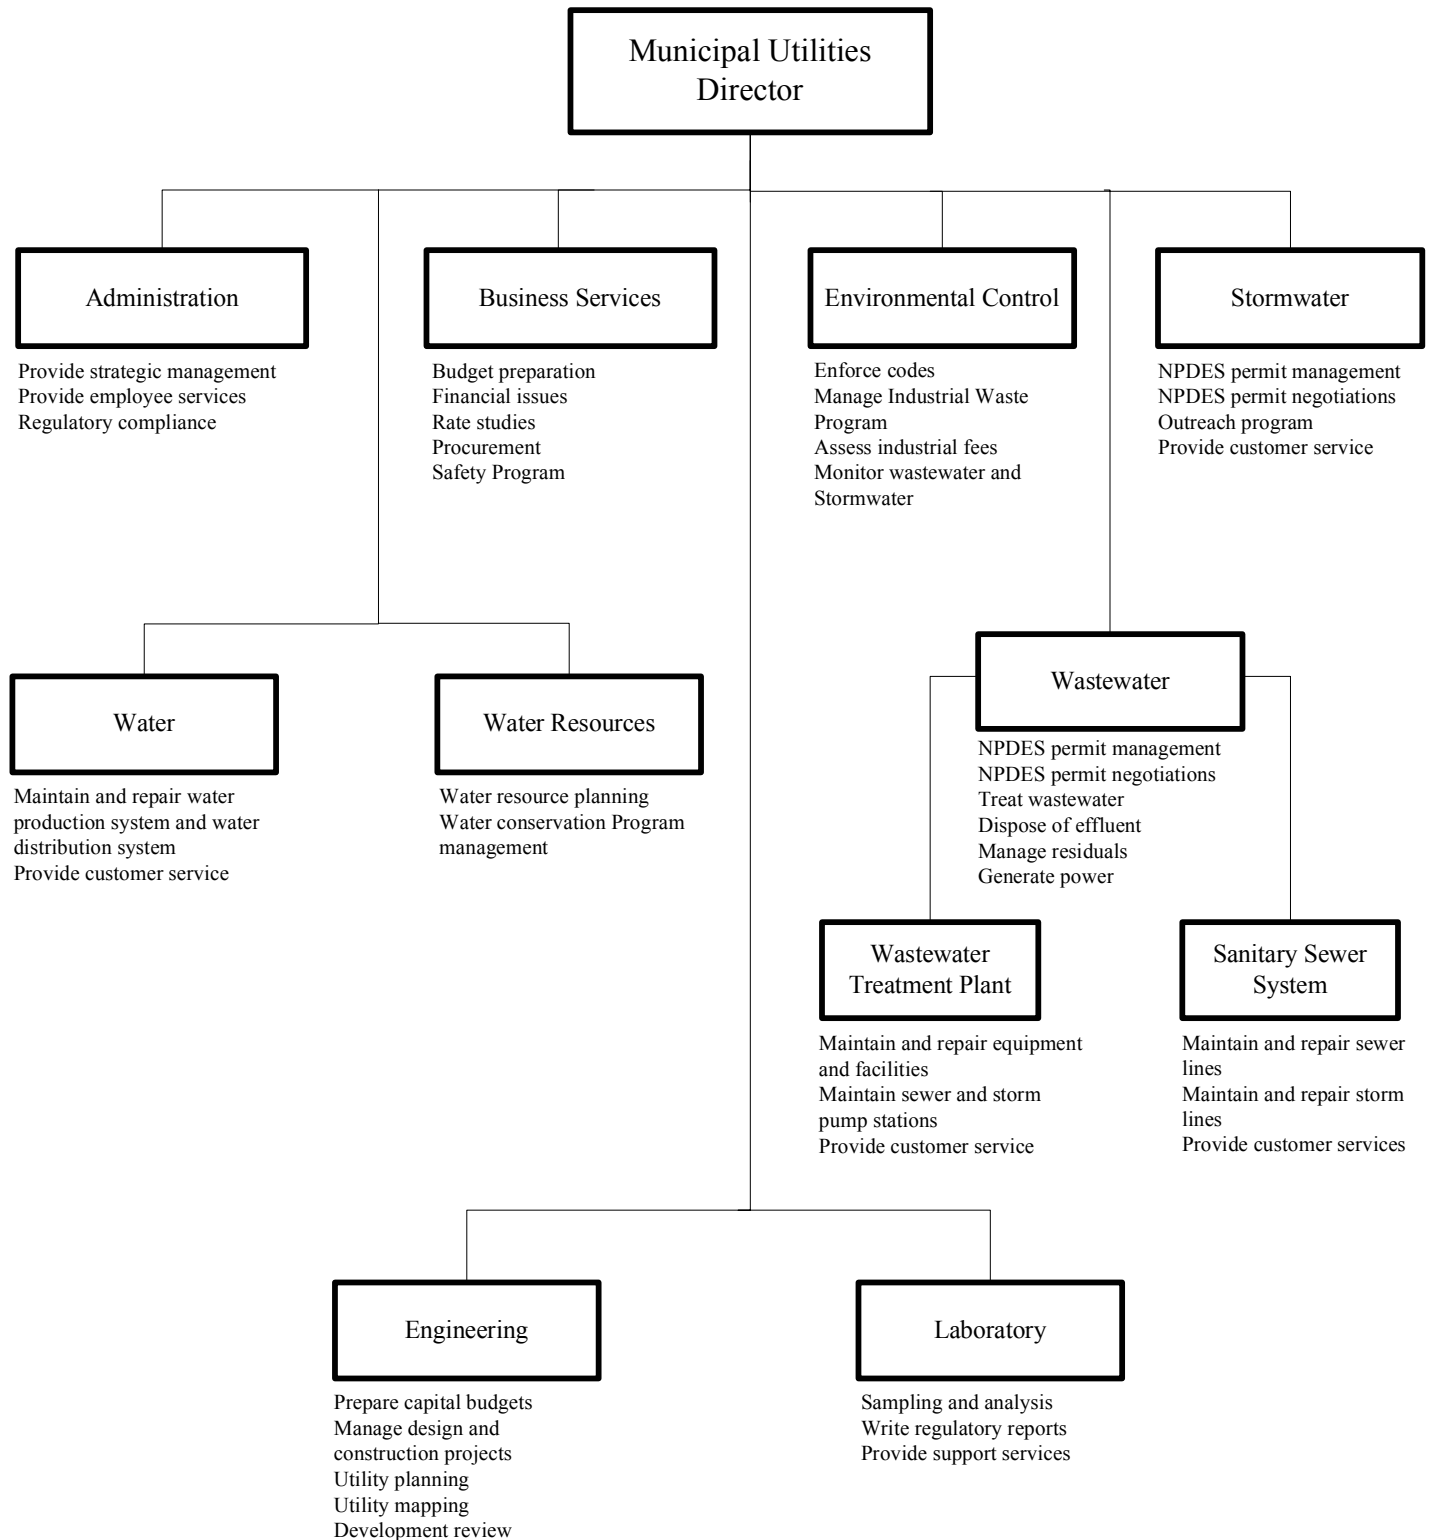 Municipal Utilities
Director
Administration
Provide strategic management
Provide employee services
Regulatory compliance
Business Services
Budget preparation
Financial issues
Rate studies
Procurement
Safety Program
Environmental Control
Enforce codes
Manage Industrial Waste
Program
Assess industrial fees
Monitor wastewater and
Stormwater
Stormwater
NPDES permit management
NPDES permit negotiations
Outreach program
Provide customer service
Water
Maintain and repair water
production system and water
distribution system
Provide customer service
Water Resources
Water resource planning
Water conservation Program
management
Wastewater
NPDES permit management
NPDES permit negotiations
Treat wastewater
Dispose of effluent
Manage residuals
Generate power
Wastewater
Treatment Plant
Maintain and repair equipment
and facilities
Maintain sewer and storm
pump stations
Provide customer service
Sanitary Sewer
System
Maintain and repair sewer
lines
Maintain and repair storm
lines
Provide customer services
Engineering
Prepare capital budgets
Manage design and
construction projects
Utility planning
Utility mapping
Development review
Laboratory
Sampling and analysis
Write regulatory reports
Provide support services